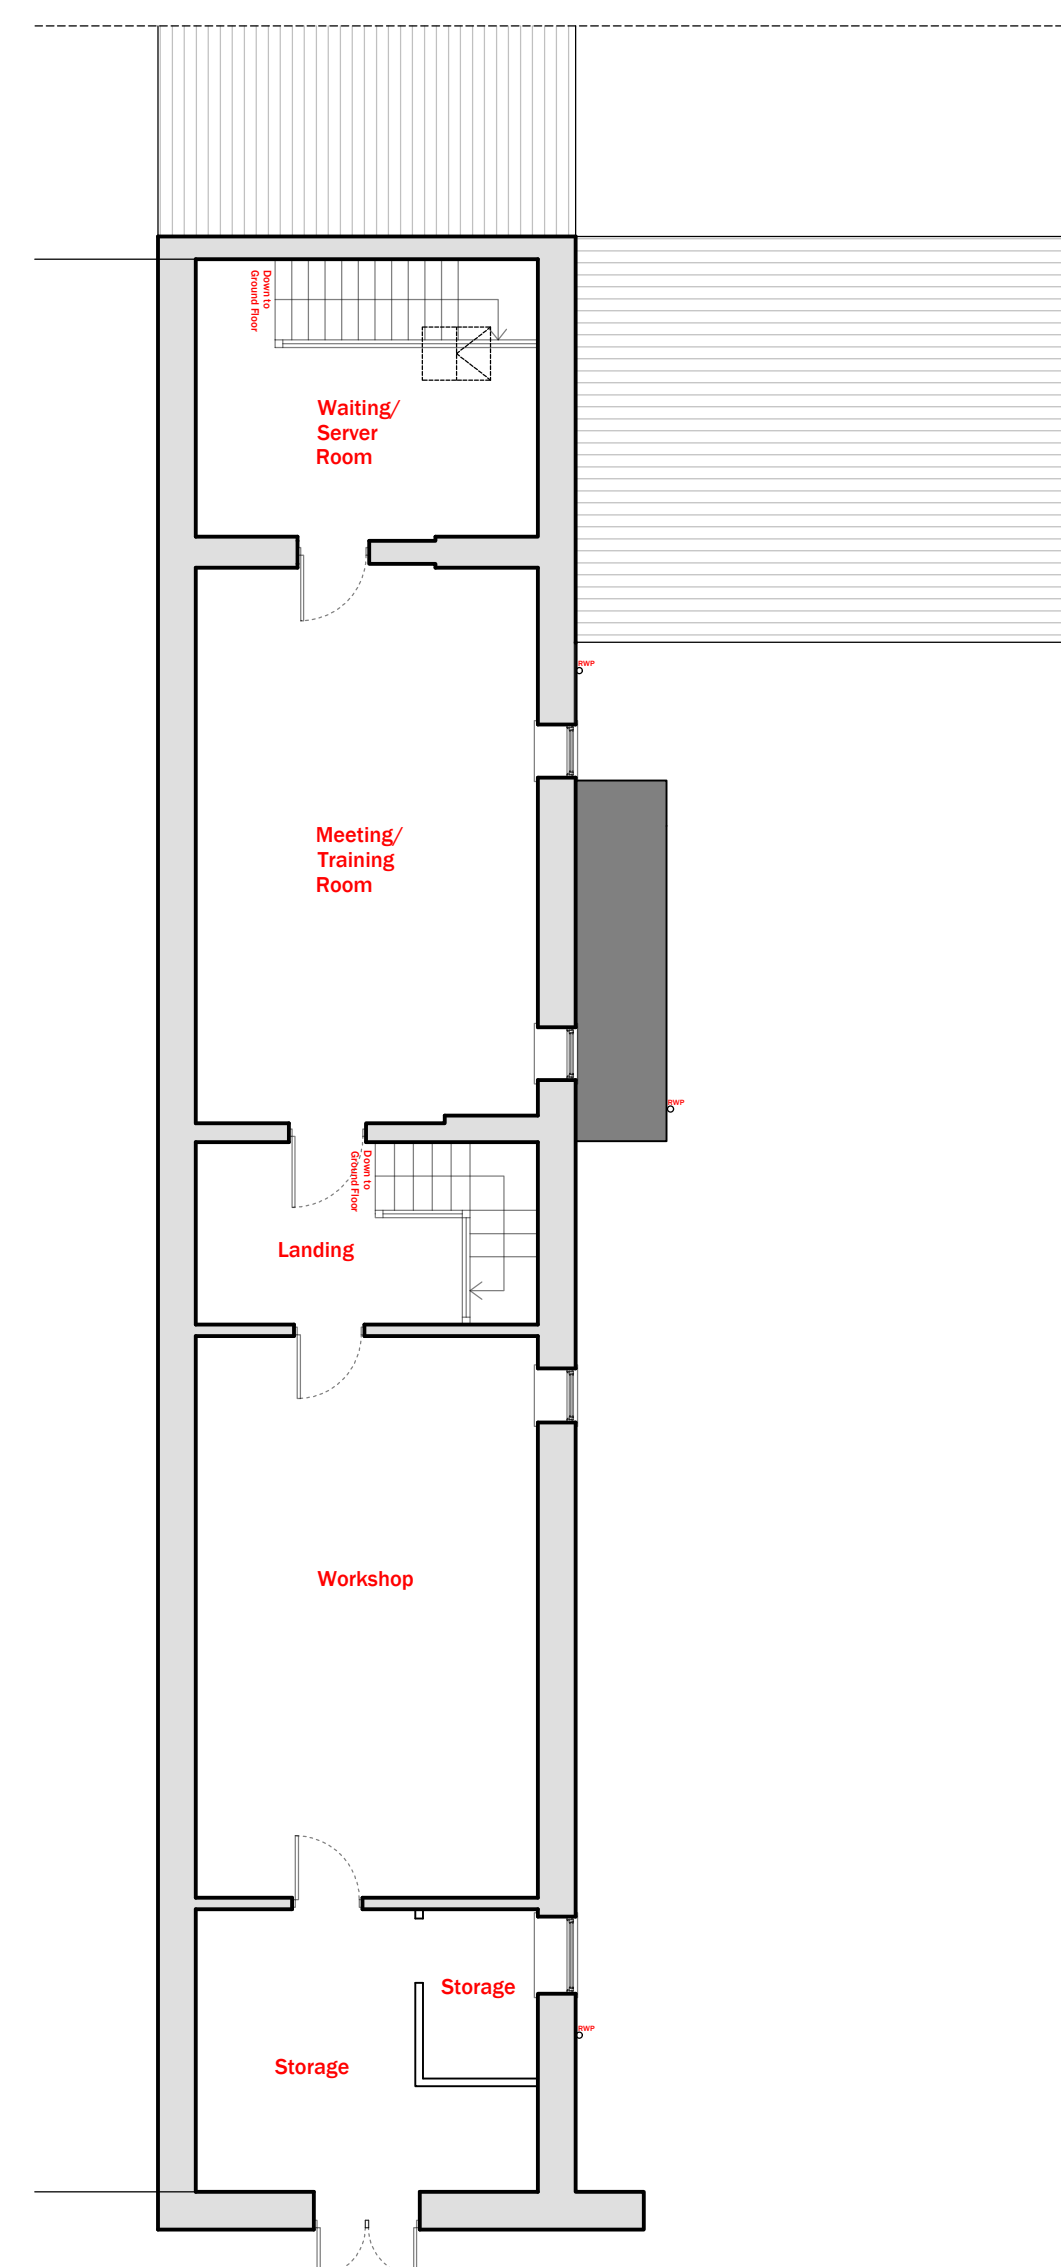 Down to
Ground Floor
Waiting/
Server
Room
RWP
Meeting/
Training
Room
RWP
Down to
Ground Floor
Landing
Workshop
Storage
RWP
Storage